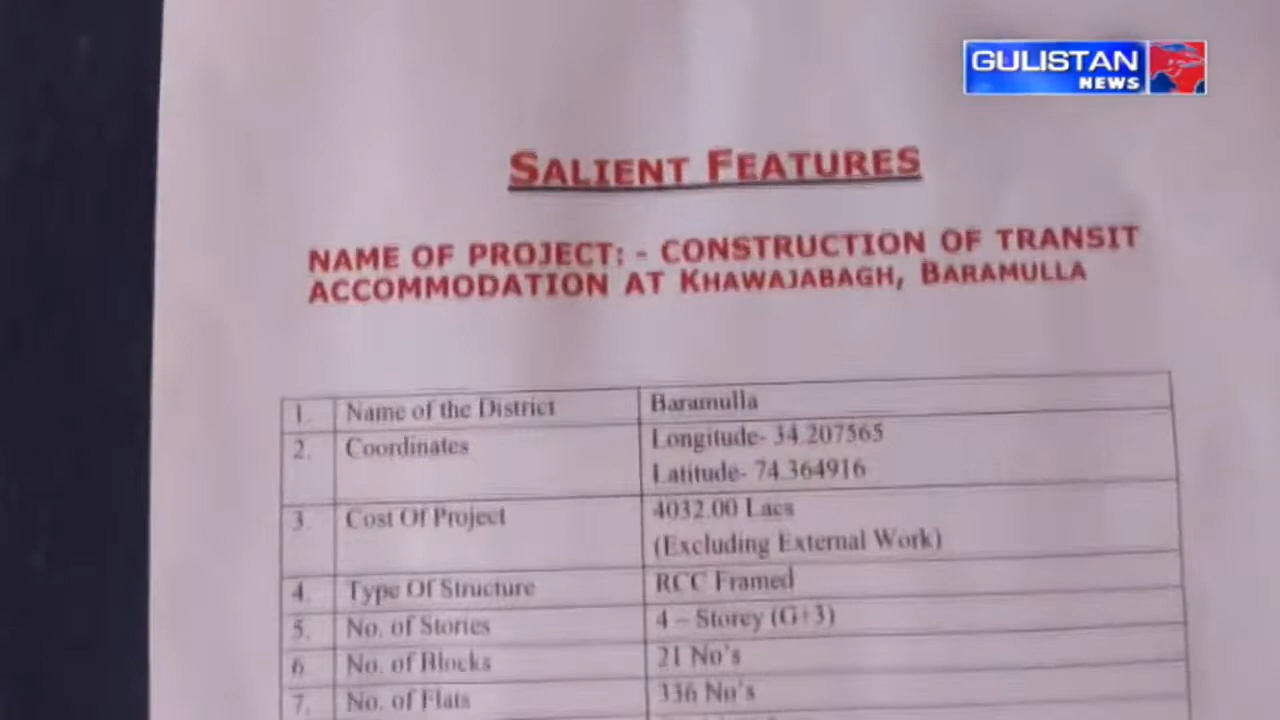 GULISTAN
NEWS
SALIENT FEATURES
NAME OF PROJECT: - CONSTRUCTION OF TRANSIT
ACCOMMODATION AT KHAWAJABAGH, BARAMULLA
1. Name of the District Baramulla
2. Coordinates Longitude- 34.207565
Latitude- 74.364916
3. Cost Of Project 4032.00 Lacs
(Excluding External Work)
4. Type Of Structure RCC Framed
5. No. of Stories 4 – Storey (G+3)
6. No. of Blocks 21 No's
7. No. of Flats 336 No's